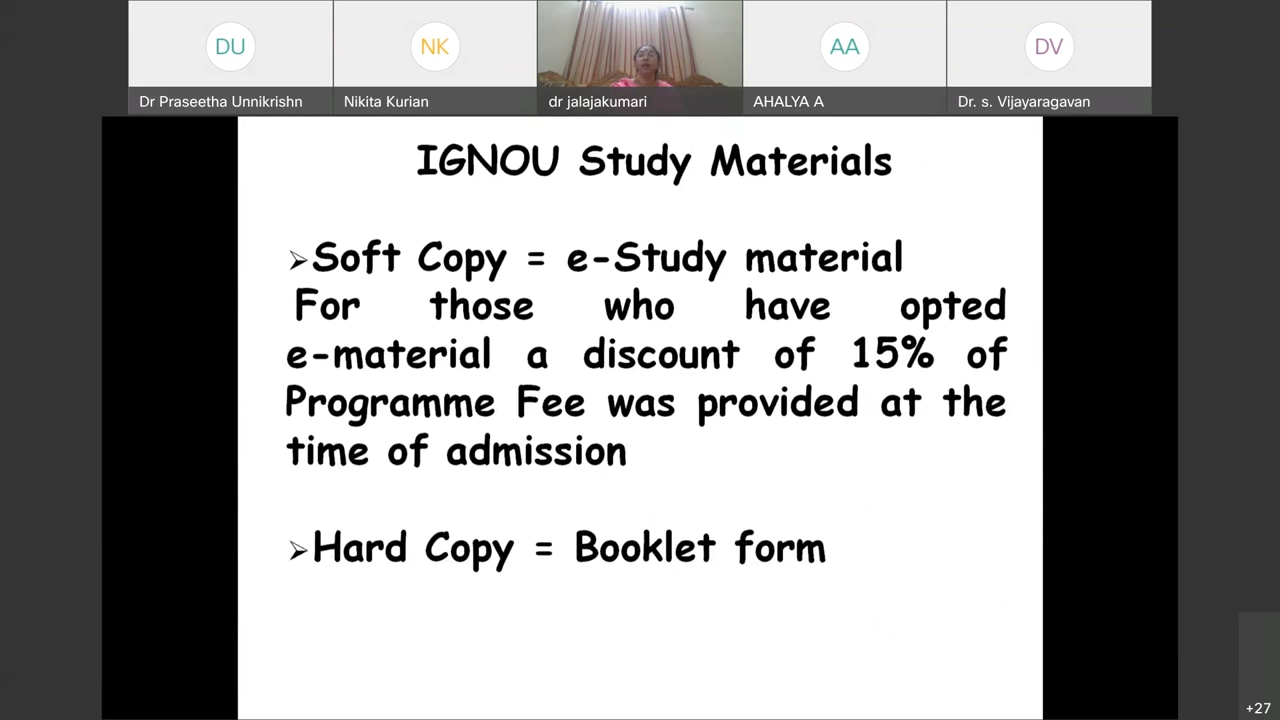 DU
NK
AA
DV
Dr Praseetha Unnikrishn
Nikita Kurian
dr jalajakumari
AHALYA A
Dr. s. Vijayaragavan
IGNOU Study Materials
➢Soft Copy = e-Study material
For those who have opted
e-material a discount of 15% of
Programme Fee was provided at the
time of admission
➢Hard Copy = Booklet form
+27